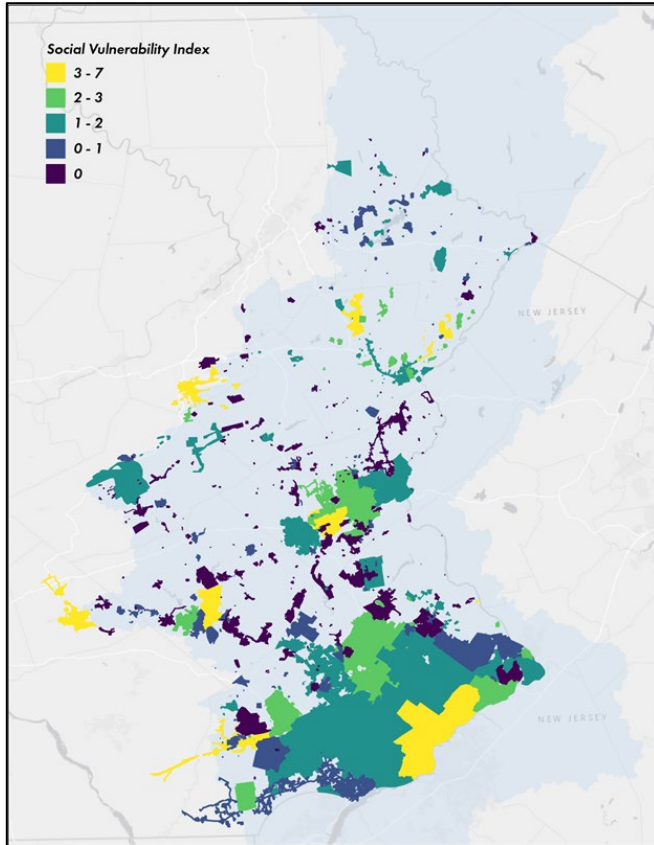 Social Vulnerability Index
3 - 7
2 - 3
1 - 2
0 - 1
0
NEW JERSEY
NEW JERSEY